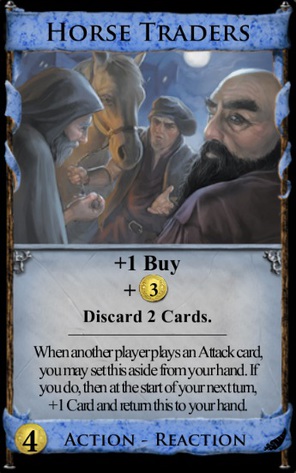 HORSE TRADERS
+1 Buy
+ 3
Discard 2 Cards.
When another player plays an Attack card,
you may set this aside from your hand. If
you do, then at the start of your next turn,
+1 Card and return this to your hand.
4 ACTION - REACTION